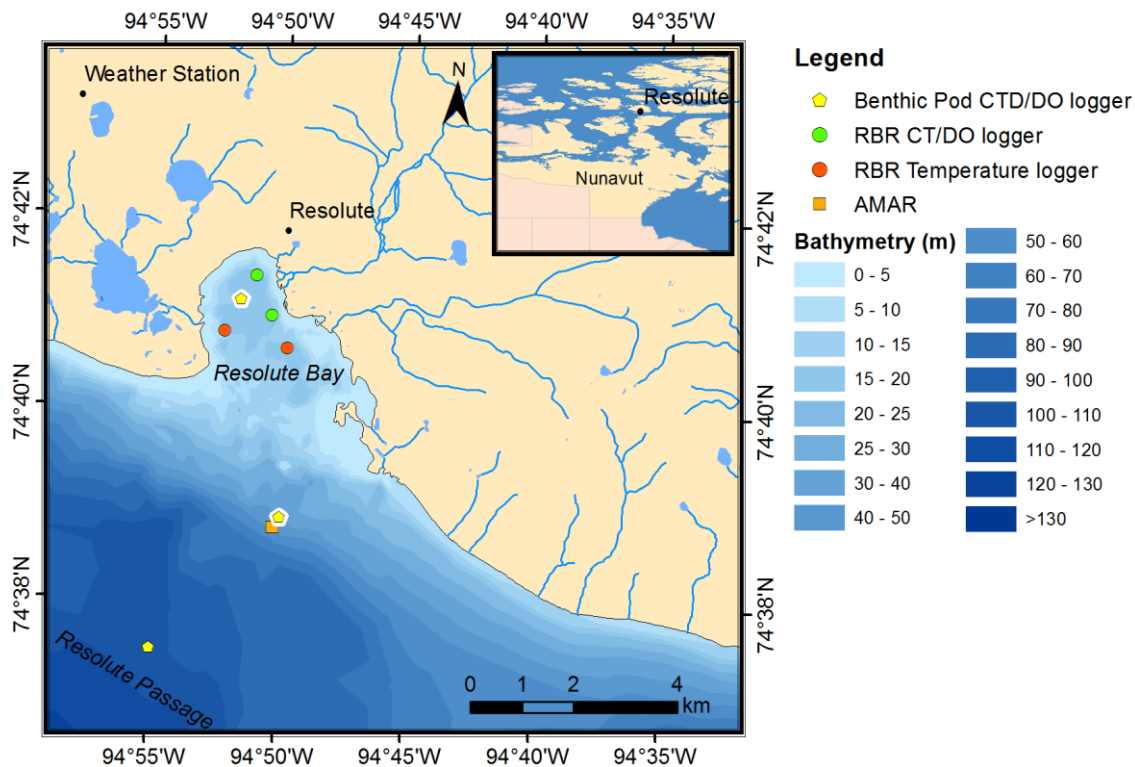 94°55'W 94°50'W 94°45'W 94°40'W 94°35'W
Weather Station
N
Resolute
Nunavut
Resolute
74°42'N
74°42'N
Resolute Bay
74°40'N
74°40'N
74°38'N
74°38'N
Resolute Passage
0 1 2 4
km
94°55'W 94°50'W 94°45'W 94°40'W 94°35'W
Legend
Benthic Pod CTD/DO logger
RBR CT/DO logger
RBR Temperature logger
AMAR
Bathymetry (m)
0 - 5
5 - 10
10 - 15
15 - 20
20 - 25
25 - 30
30 - 40
40 - 50
50 - 60
60 - 70
70 - 80
80 - 90
90 - 100
100 - 110
110 - 120
120 - 130
>130